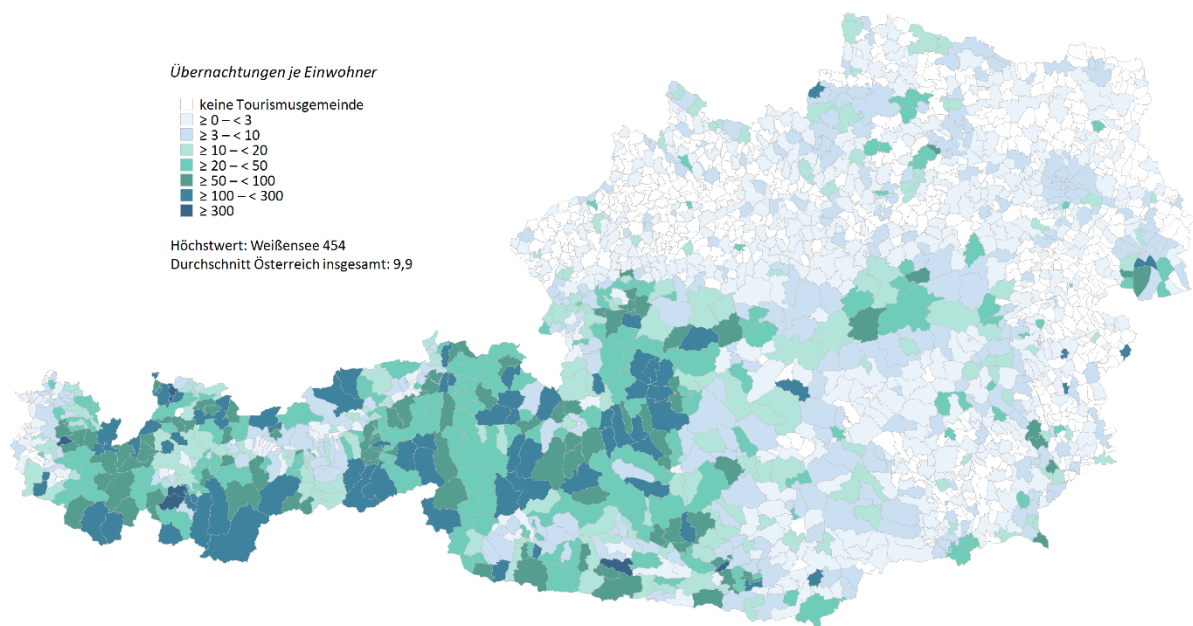 Übernachtungen je Einwohner
keine Tourismusgemeinde
≥ 0 – < 3
≥ 3 – < 10
≥ 10 – < 20
≥ 20 – < 50
≥ 50 – < 100
≥ 100 – < 300
≥ 300
Höchstwert: Weißensee 454
Durchschnitt Österreich insgesamt: 9,9